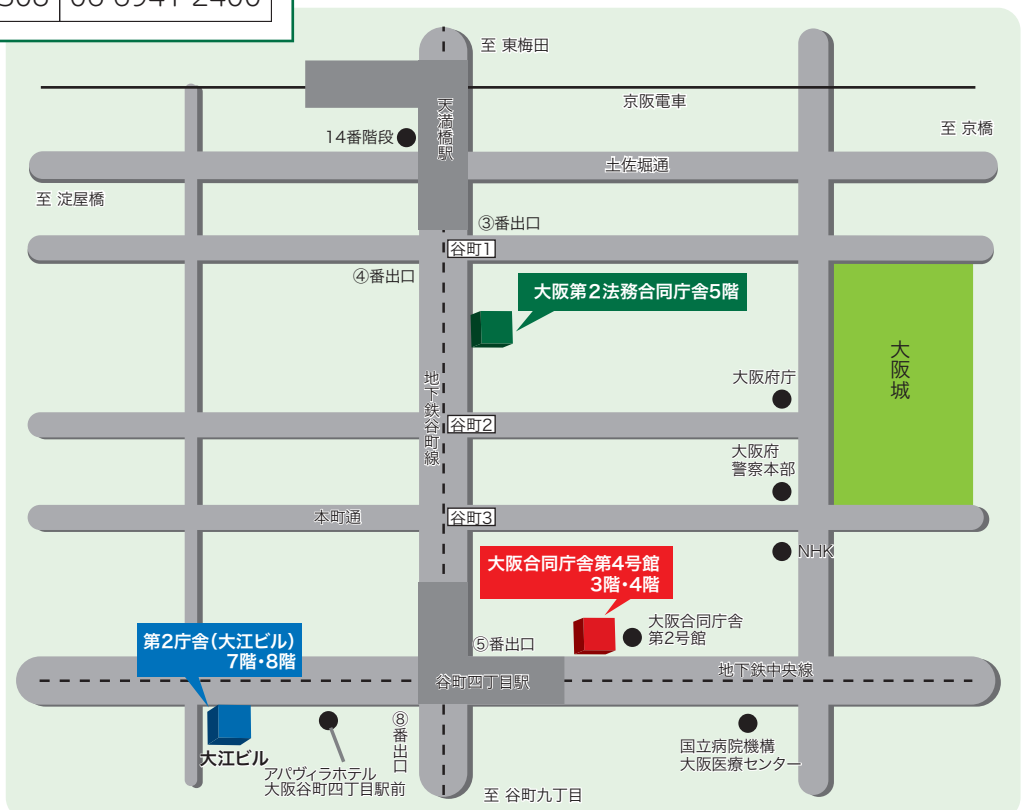 06-6941-2400
至 東梅田
京阪電車
至 京橋
天満橋駅
14番階段
土佐堀通
至 淀屋橋
③番出口
谷町1
④番出口
大阪第2法務合同庁舎5階
大阪城
地下鉄谷町線
大阪府庁
谷町2
大阪府
警察本部
本町通
谷町3
NHK
大阪合同庁舎第4号館
3階・4階
大阪合同庁舎
第2号館
第2庁舎(大江ビル)
7階・8階
⑤番出口
地下鉄中央線
谷町四丁目駅
⑧番出口
大江ビル
アパヴィラホテル
大阪谷町四丁目駅前
国立病院機構
大阪医療センター
至 谷町九丁目